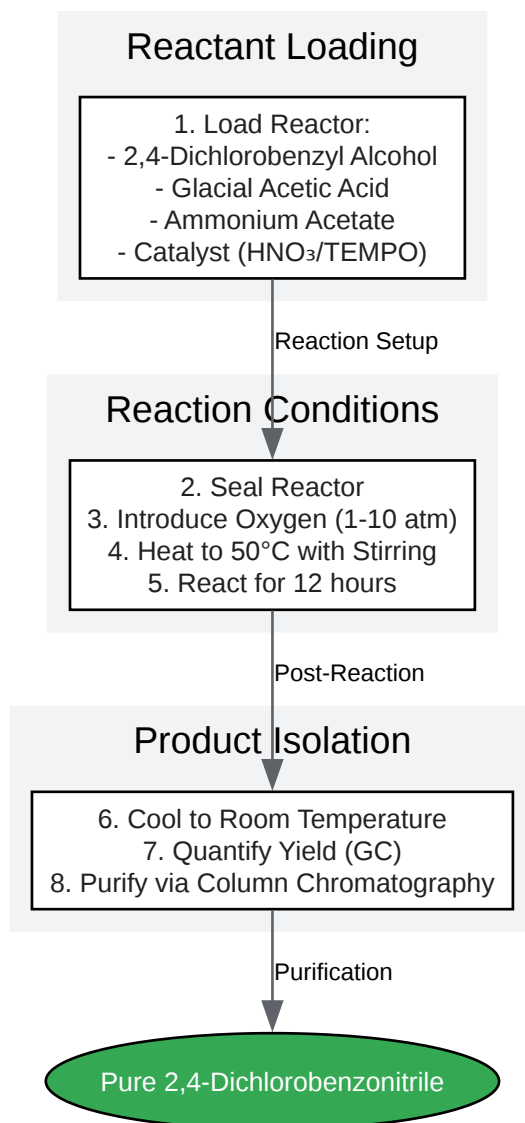 Reactant Loading
1. Load Reactor:
- 2,4-Dichlorobenzyl Alcohol
- Glacial Acetic Acid
- Ammonium Acetate
- Catalyst (HNO₃/TEMPO)
Reaction Setup
Reaction Conditions
2. Seal Reactor
3. Introduce Oxygen (1-10 atm)
4. Heat to 50°C with Stirring
5. React for 12 hours
Post-Reaction
Product Isolation
6. Cool to Room Temperature
7. Quantify Yield (GC)
8. Purify via Column Chromatography
Purification
Pure 2,4-Dichlorobenzonitrile